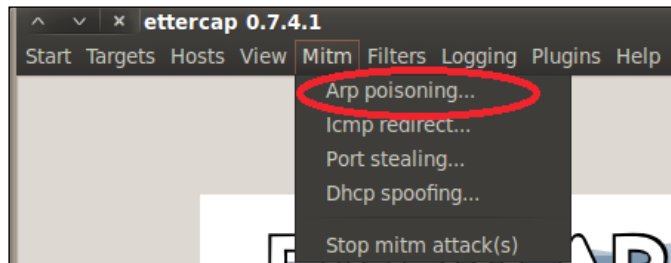 ettercap 0.7.4.1
Start Targets Hosts View Mitm Filters Logging Plugins Help
Arp poisoning...
Icmp redirect...
Port stealing...
Dhcp spoofing...
Stop mitm attack(s)